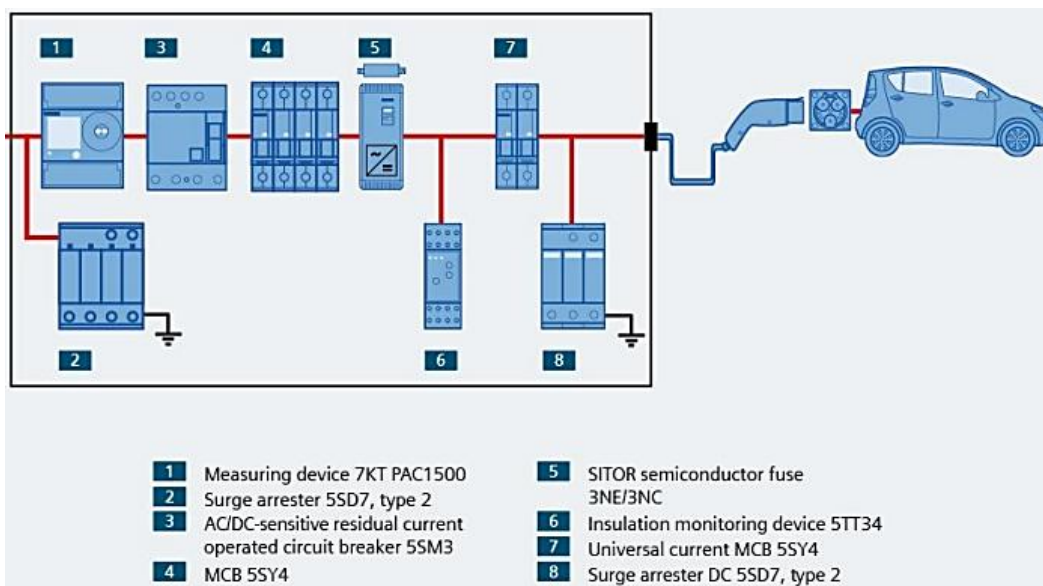 1
3
4
5
7
2
6
8
1 Measuring device 7KT PAC1500
2 Surge arrester 5SD7, type 2
3 AC/DC-sensitive residual current
operated circuit breaker 5SM3
4 MCB 5SY4
5 SITOR semiconductor fuse
3NE/3NC
6 Insulation monitoring device 5TT34
7 Universal current MCB 5SY4
8 Surge arrester DC 5SD7, type 2